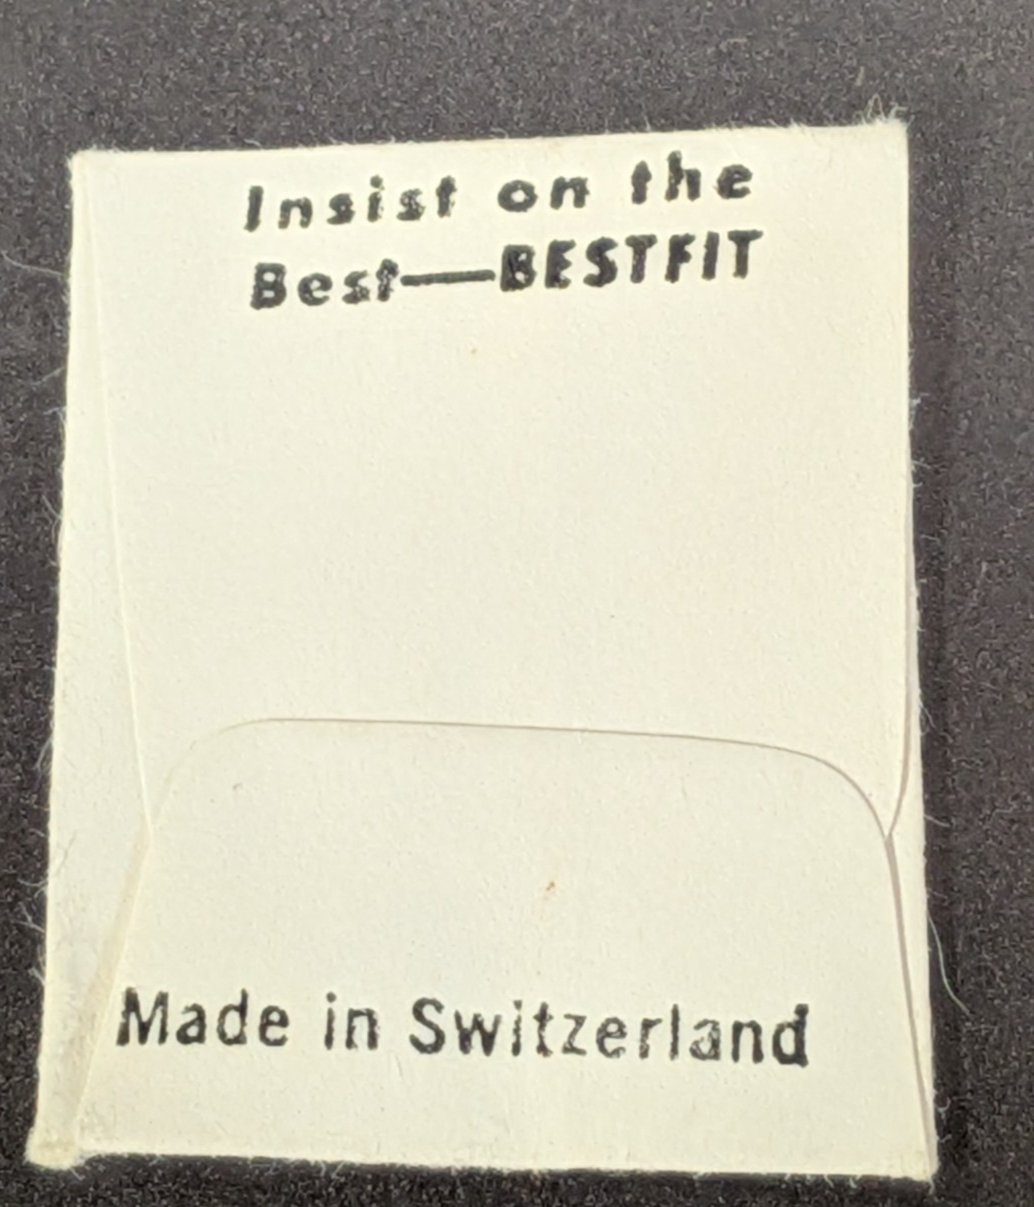 Insist on the
Best—BESTFIT
Made in Switzerland